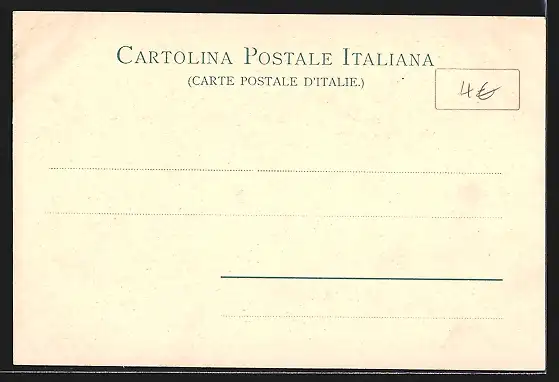 CARTOLINA POSTALE ITALIANA
(CARTE POSTALE D'ITALIE.)
4€